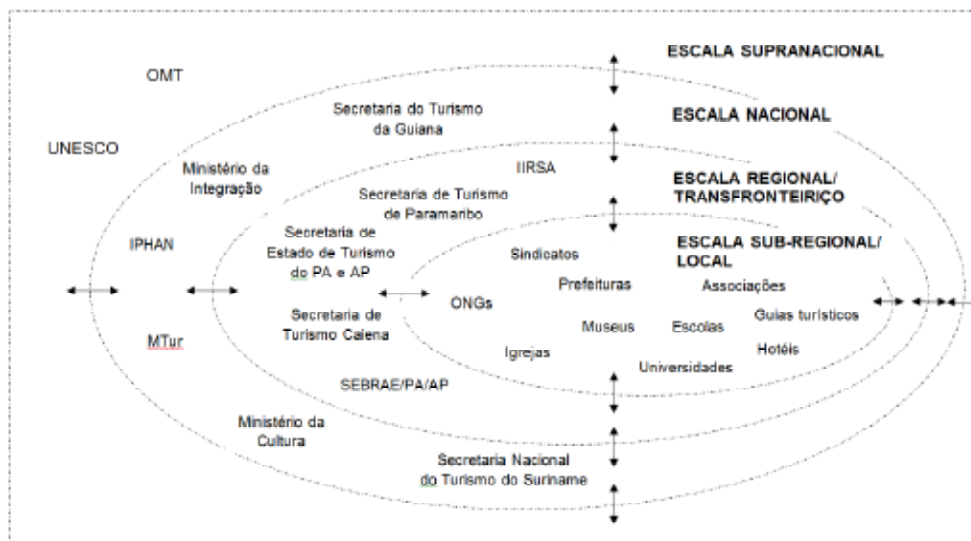 ESCALA SUPRANACIONAL
OMT
Secretaria do Turismo
da Guiana
ESCALA NACIONAL
UNESCO
Ministério da
Integração
IIRSA
ESCALA REGIONAL/
TRANSFRONTEIRIÇO
Secretaria de Turismo
de Paramaribo
IPHAN
Secretaria de
Estado de Turismo
do PA e AP
ESCALA SUB-REGIONAL/
LOCAL
Sindicatos
Prefeituras
Associações
ONGs
Secretaria de
Turismo Caiena
Guias turísticos
Museus
Escolas
MTur
Igrejas
Hotéis
Universidades
SEBRAE/PA/AP
Ministério da
Cultura
Secretaria Nacional
do Turismo do Suriname